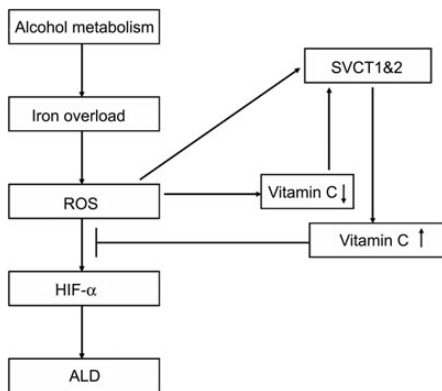 Alcohol metabolism
SVCT1&2
Iron overload
ROS
Vitamin C ↓
Vitamin C ↑
HIF-α
ALD